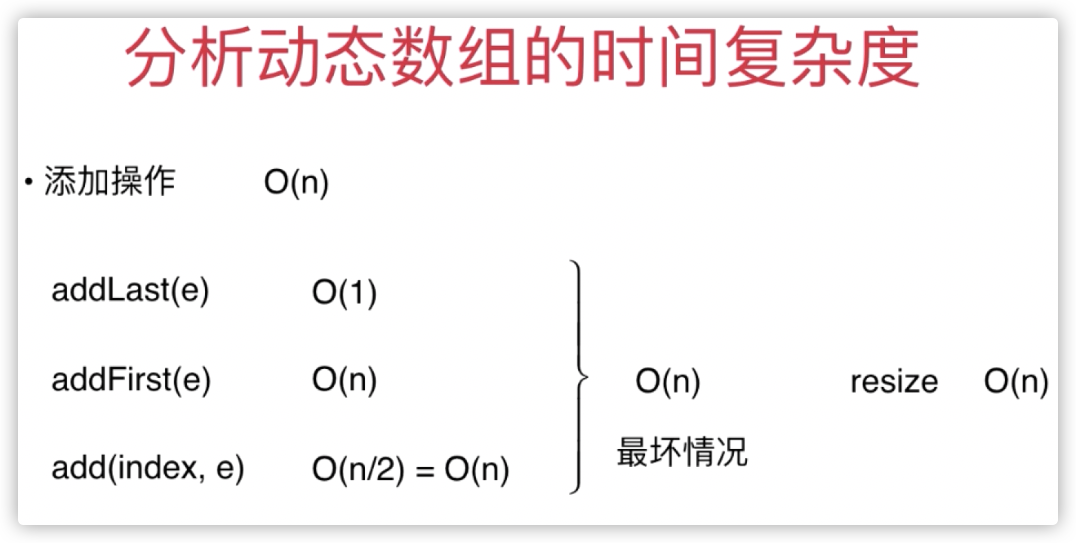 分析动态数组的时间复杂度
• 添加操作 O(n)
addLast(e) O(1)
addFirst(e) O(n)
O(n) resize O(n)
最坏情况
add(index, e) O(n/2) = O(n)